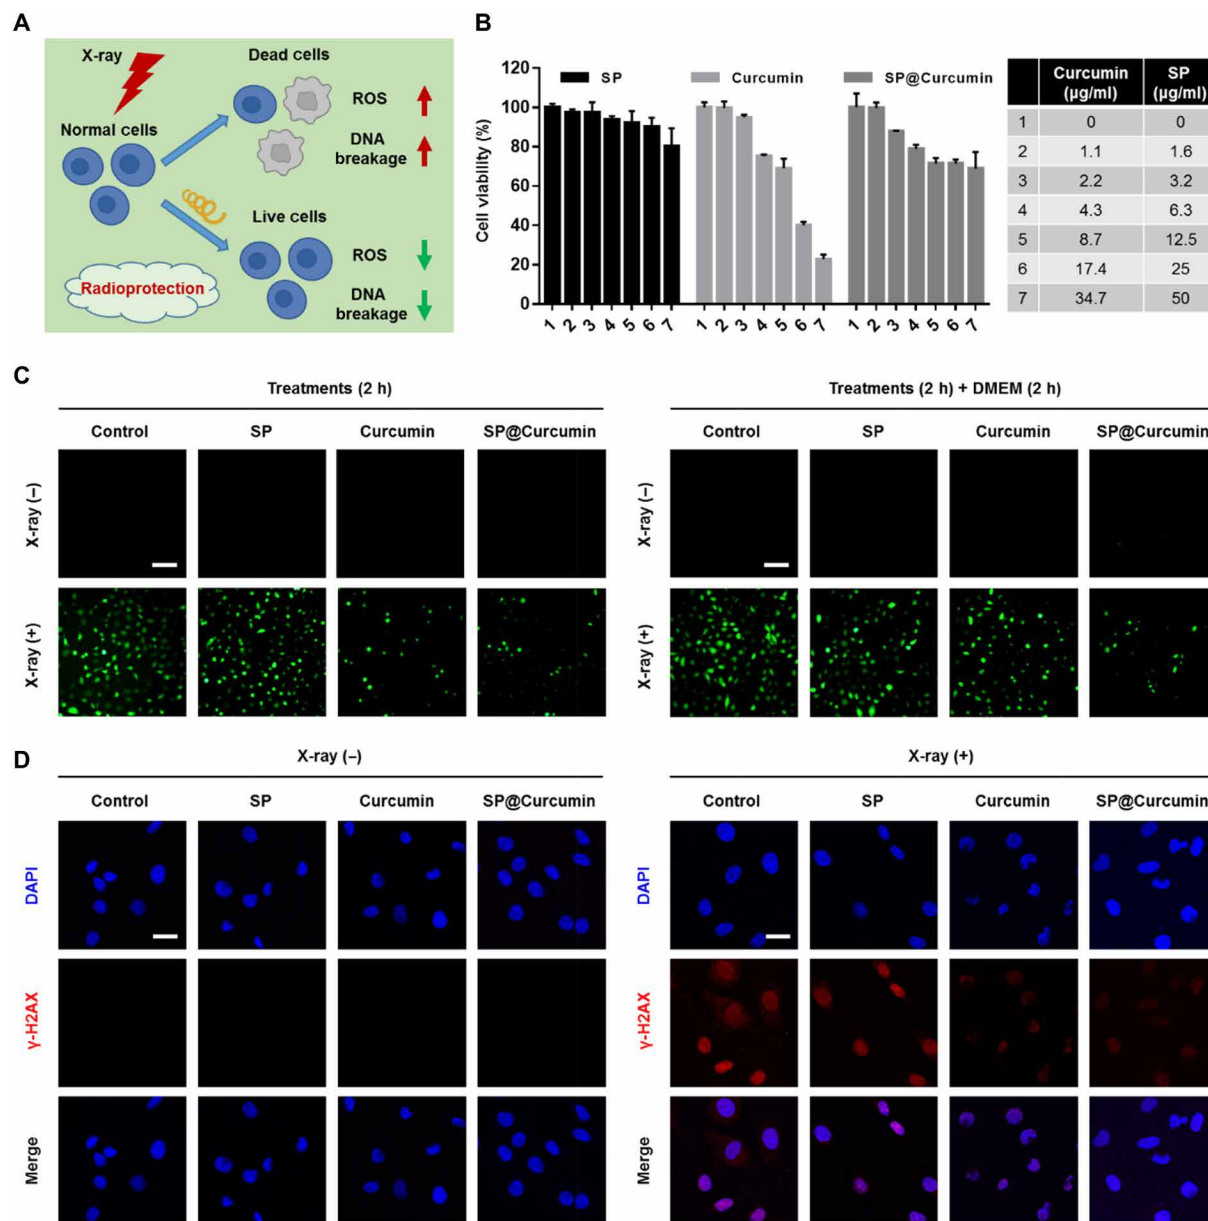 A
X-ray
Dead cells
ROS
Normal cells
DNA
breakage
Live cells
ROS
Radioprotection
DNA
breakage
B
SP
Curcumin
SP@Curcumin
Cell viability (%)
120
100
80
60
40
20
0
1 2 3 4 5 6 7
1 2 3 4 5 6 7
1 2 3 4 5 6 7
Curcumin (µg/ml) SP (µg/ml)
1 0 0
2 1.1 1.6
3 2.2 3.2
4 4.3 6.3
5 8.7 12.5
6 17.4 25
7 34.7 50
C
Treatments (2 h)
Control SP Curcumin SP@Curcumin
X-ray (–)
X-ray (+)
Treatments (2 h) + DMEM (2 h)
Control SP Curcumin SP@Curcumin
X-ray (–)
X-ray (+)
D
X-ray (–)
Control SP Curcumin SP@Curcumin
DAPI
γ-H2AX
Merge
X-ray (+)
Control SP Curcumin SP@Curcumin
DAPI
γ-H2AX
Merge